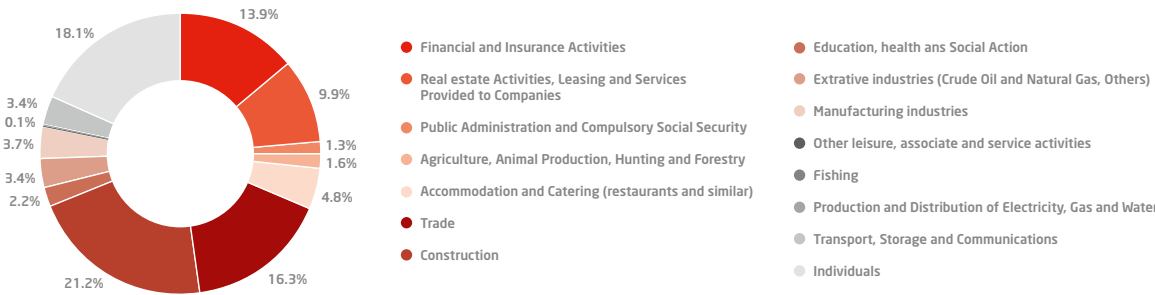 13.9%
9.9%
1.3%
1.6%
4.8%
16.3%
21.2%
2.2%
3.4%
3.7%
0.1%
3.4%
18.1%
Financial and Insurance Activities
Real estate Activities, Leasing and Services
Provided to Companies
Public Administration and Compulsory Social Security
Agriculture, Animal Production, Hunting and Forestry
Accommodation and Catering (restaurants and similar)
Trade
Construction
Education, health ans Social Action
Extrative industries (Crude Oil and Natural Gas, Others)
Manufacturing industries
Other leisure, associate and service activities
Fishing
Production and Distribution of Electricity, Gas and Water
Transport, Storage and Communications
Individuals